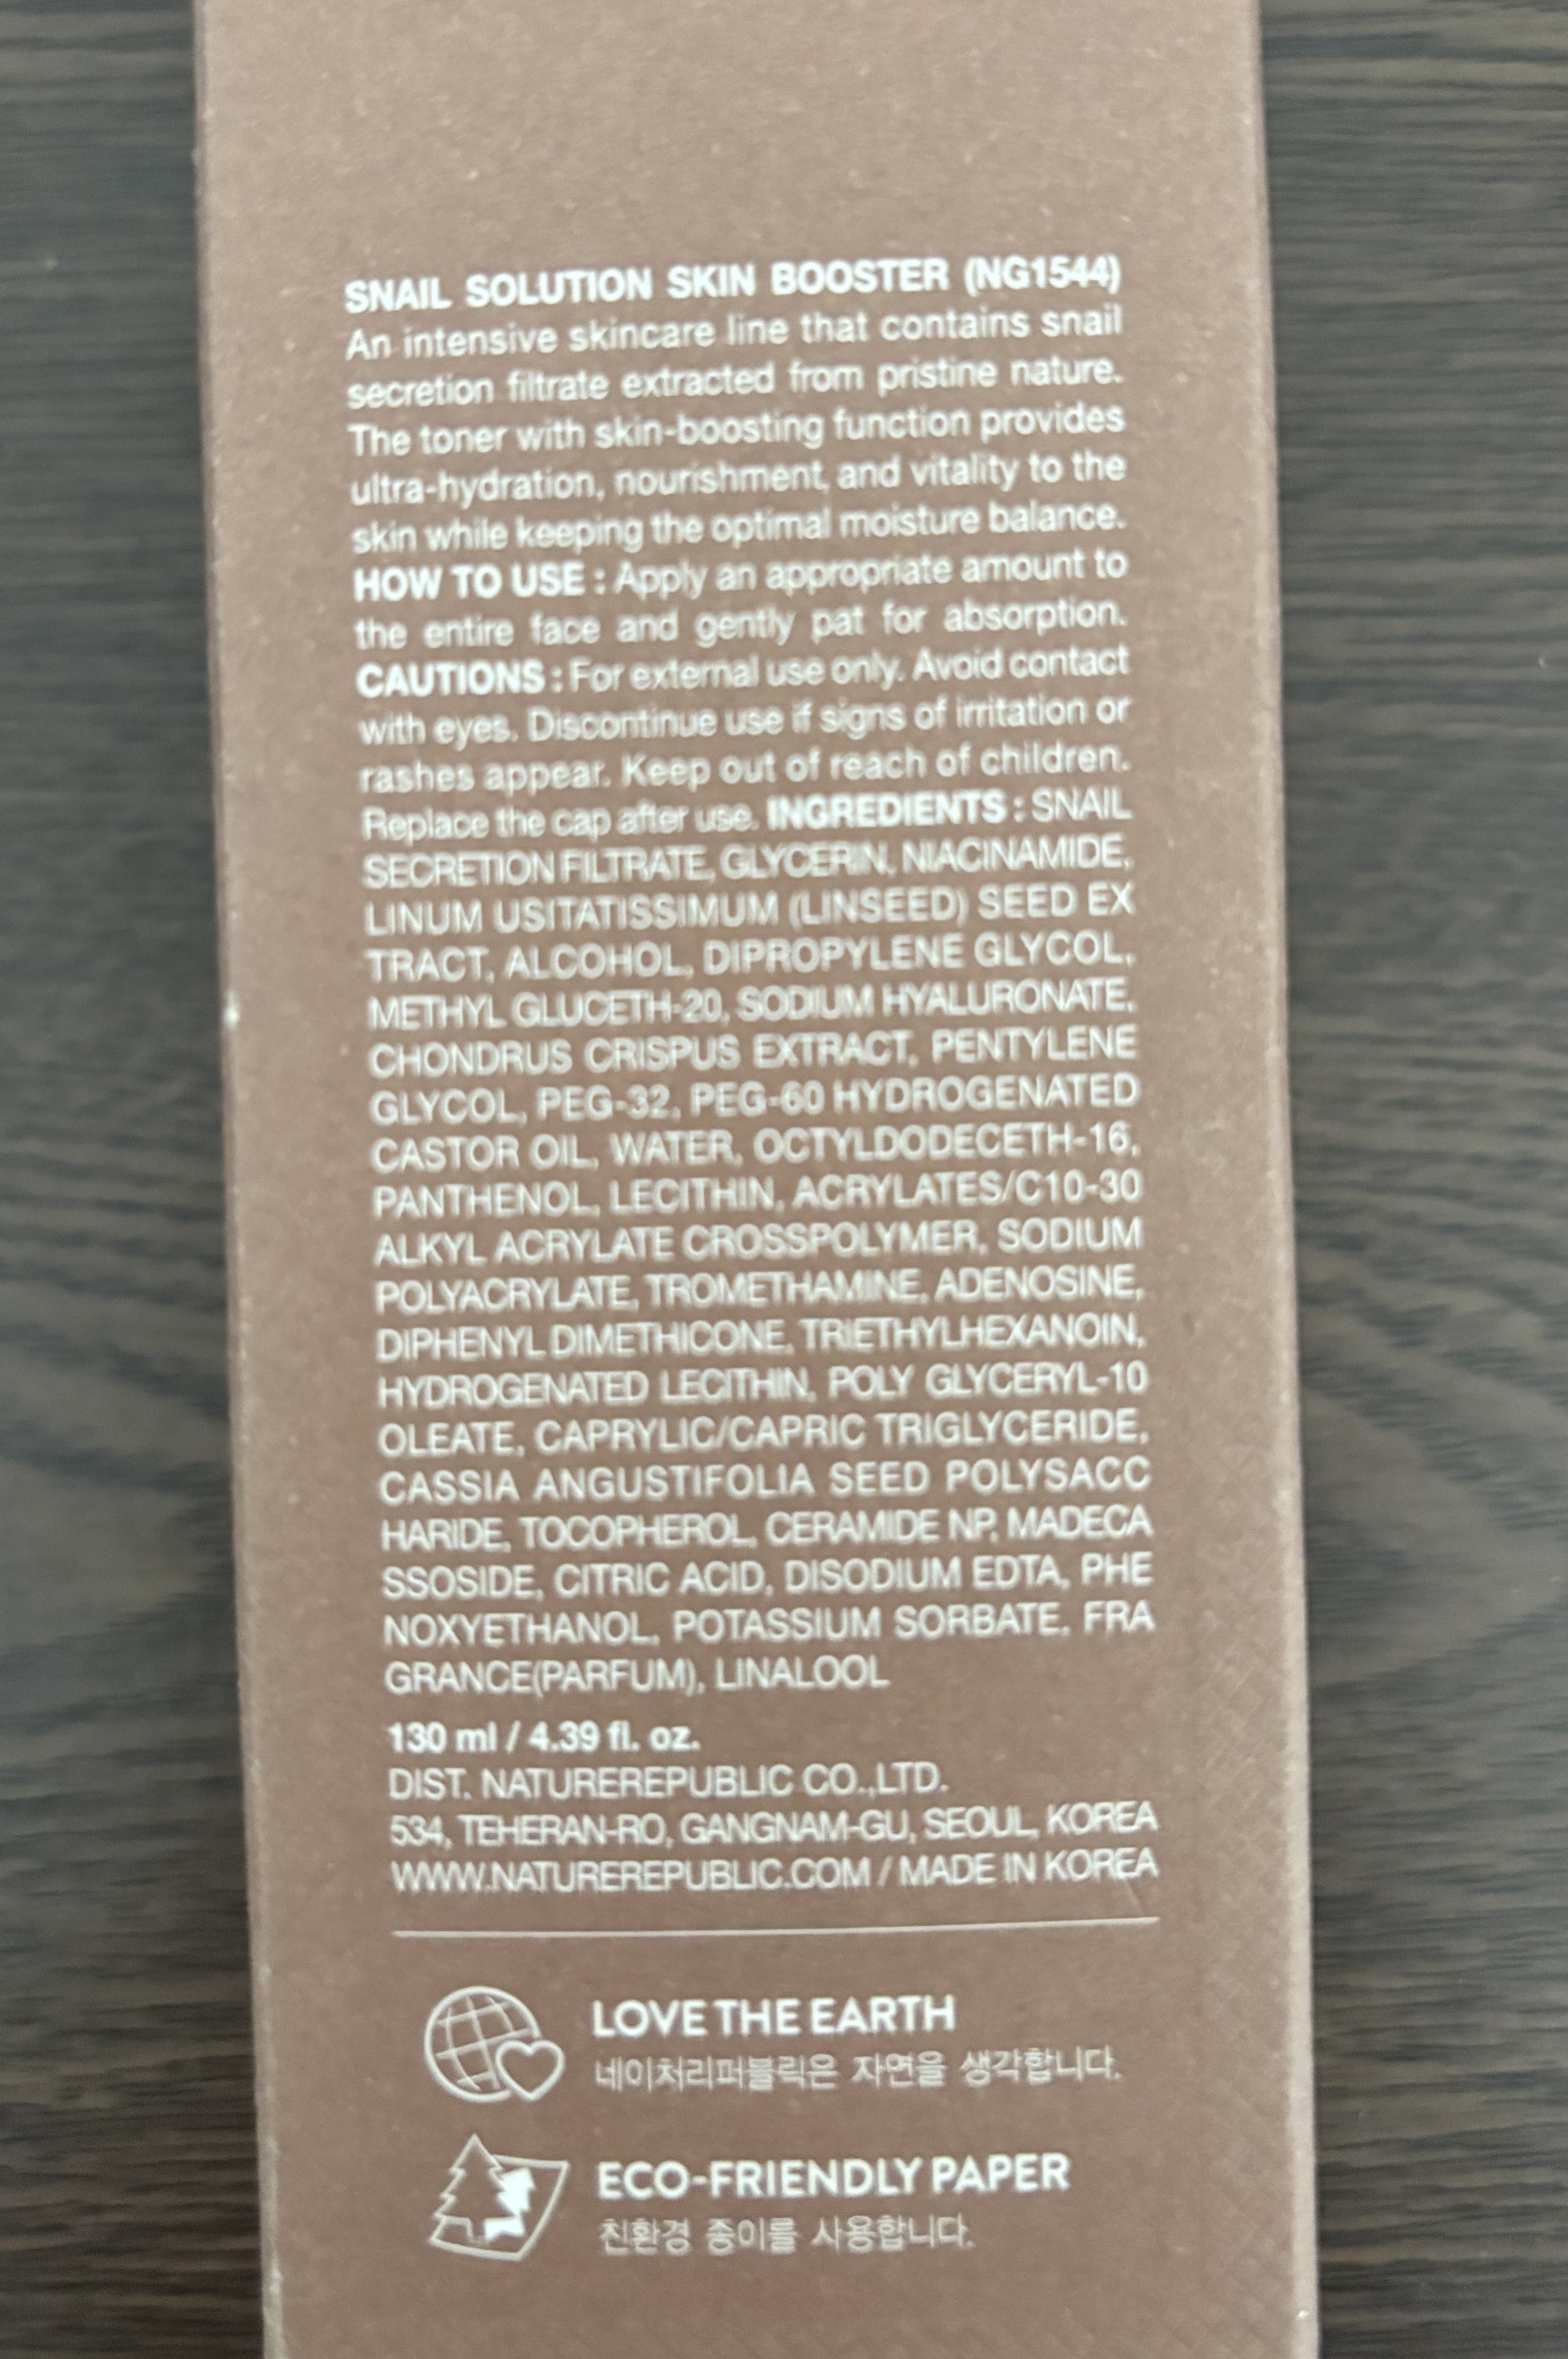 SNAIL SOLUTION SKIN BOOSTER (NG1544)
An intensive skincare line that contains snail
secretion filtrate extracted from pristine nature.
The toner with skin-boosting function provides
ultra-hydration, nourishment, and vitality to the
skin while keeping the optimal moisture balance.
HOW TO USE : Apply an appropriate amount to
the entire face and gently pat for absorption.
CAUTIONS : For external use only. Avoid contact
with eyes. Discontinue use if signs of irritation or
rashes appear. Keep out of reach of children.
Replace the cap after use. INGREDIENTS : SNAIL
SECRETION FILTRATE, GLYCERIN, NIACINAMIDE,
LINUM USITATISSIMUM (LINSEED) SEED EX
TRACT, ALCOHOL, DIPROPYLENE GLYCOL,
METHYL GLUCETH-20, SODIUM HYALURONATE,
CHONDRUS CRISPUS EXTRACT, PENTYLENE
GLYCOL, PEG-32, PEG-60 HYDROGENATED
CASTOR OIL, WATER, OCTYLDODECETH-16,
PANTHENOL, LECITHIN, ACRYLATES/C10-30
ALKYL ACRYLATE CROSSPOLYMER, SODIUM
POLYACRYLATE, TROMETHAMINE, ADENOSINE,
DIPHENYL DIMETHICONE, TRIETHYLHEXANOIN,
HYDROGENATED LECITHIN, POLY GLYCERYL-10
OLEATE, CAPRYLIC/CAPRIC TRIGLYCERIDE,
CASSIA ANGUSTIFOLIA SEED POLYSACC
HARIDE, TOCOPHEROL, CERAMIDE NP, MADECA
SSOSIDE, CITRIC ACID, DISODIUM EDTA, PHE
NOXYETHANOL, POTASSIUM SORBATE, FRA
GRANCE(PARFUM), LINALOOL
130 ml / 4.39 fl. oz.
DIST. NATUREREPUBLIC CO.,LTD.
534, TEHERAN-RO, GANGNAM-GU, SEOUL, KOREA
WWW.NATUREREPUBLIC.COM / MADE IN KOREA
LOVE THE EARTH
네이처리퍼블릭은 자연을 생각합니다.
ECO-FRIENDLY PAPER
친환경 종이를 사용합니다.